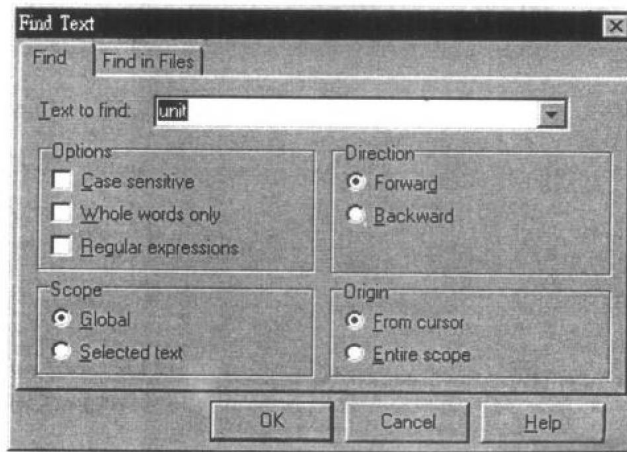 Find Text
Find Find in Files
Text to find: unit
Options
Case sensitive
Whole words only
Regular expressions
Direction
Forward
Backward
Scope
Global
Selected text
Origin
From cursor
Entire scope
OK Cancel Help